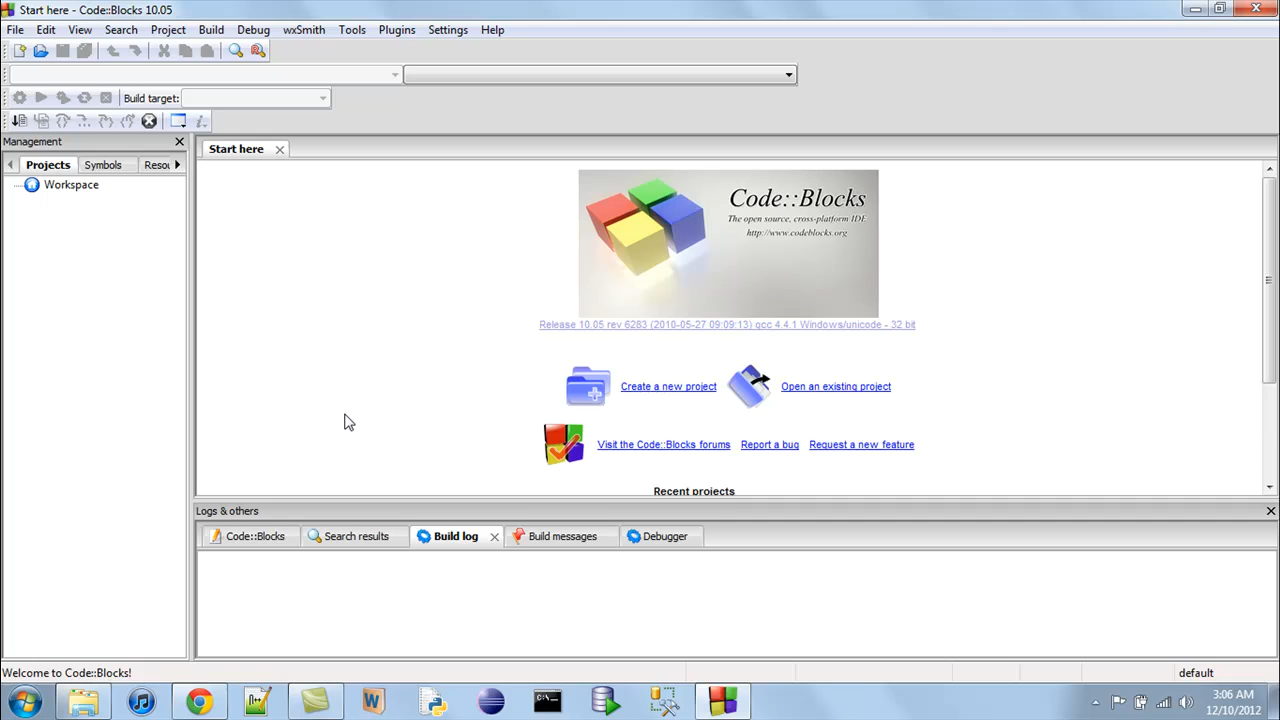 Start here - Code::Blocks 10.05
File Edit View Search Project Build Debug wxSmith Tools Plugins Settings Help
Build target:
Management
Projects Symbols Resou
Workspace
Start here
Code::Blocks
The open source, cross-platform IDE
http://www.codeblocks.org
Release 10.05 rev 6283 (2010-05-27 09:09:13) gcc 4.4.1 Windows/unicode - 32 bit
Create a new project Open an existing project
Visit the Code::Blocks forums Report a bug Request a new feature
Recent projects
Logs & others
Code::Blocks Search results Build log Build messages Debugger
Welcome to Code::Blocks!
default
3:06 AM
12/10/2012